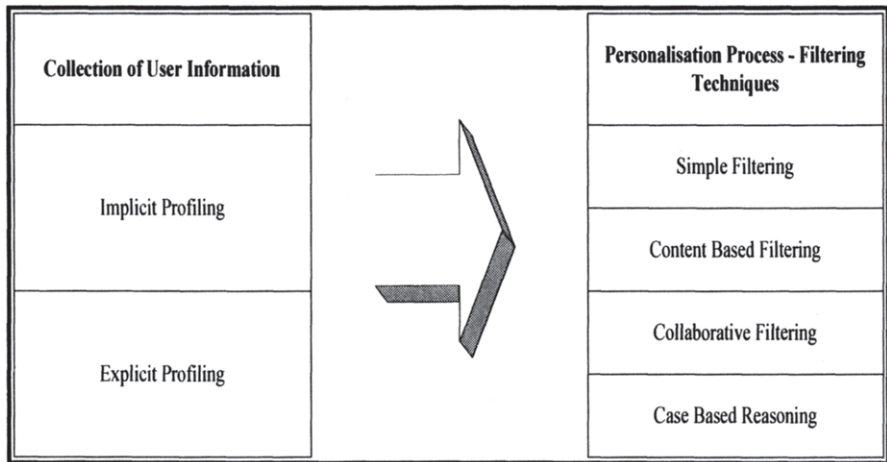 Collection of User Information
Implicit Profiling
Explicit Profiling
Personalisation Process - Filtering
Techniques
Simple Filtering
Content Based Filtering
Collaborative Filtering
Case Based Reasoning